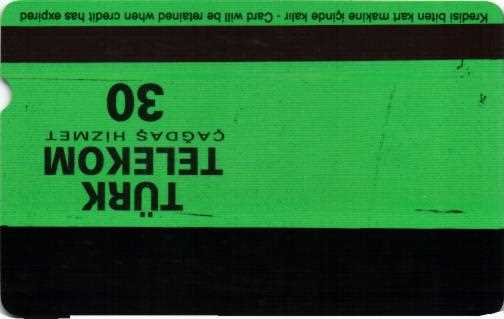 TÜRK
TELEKOM
ÇAĞDAŞ HİZMET
30
Kredisi biten kart makine içinde kalır - Card will be retained when credit has expired